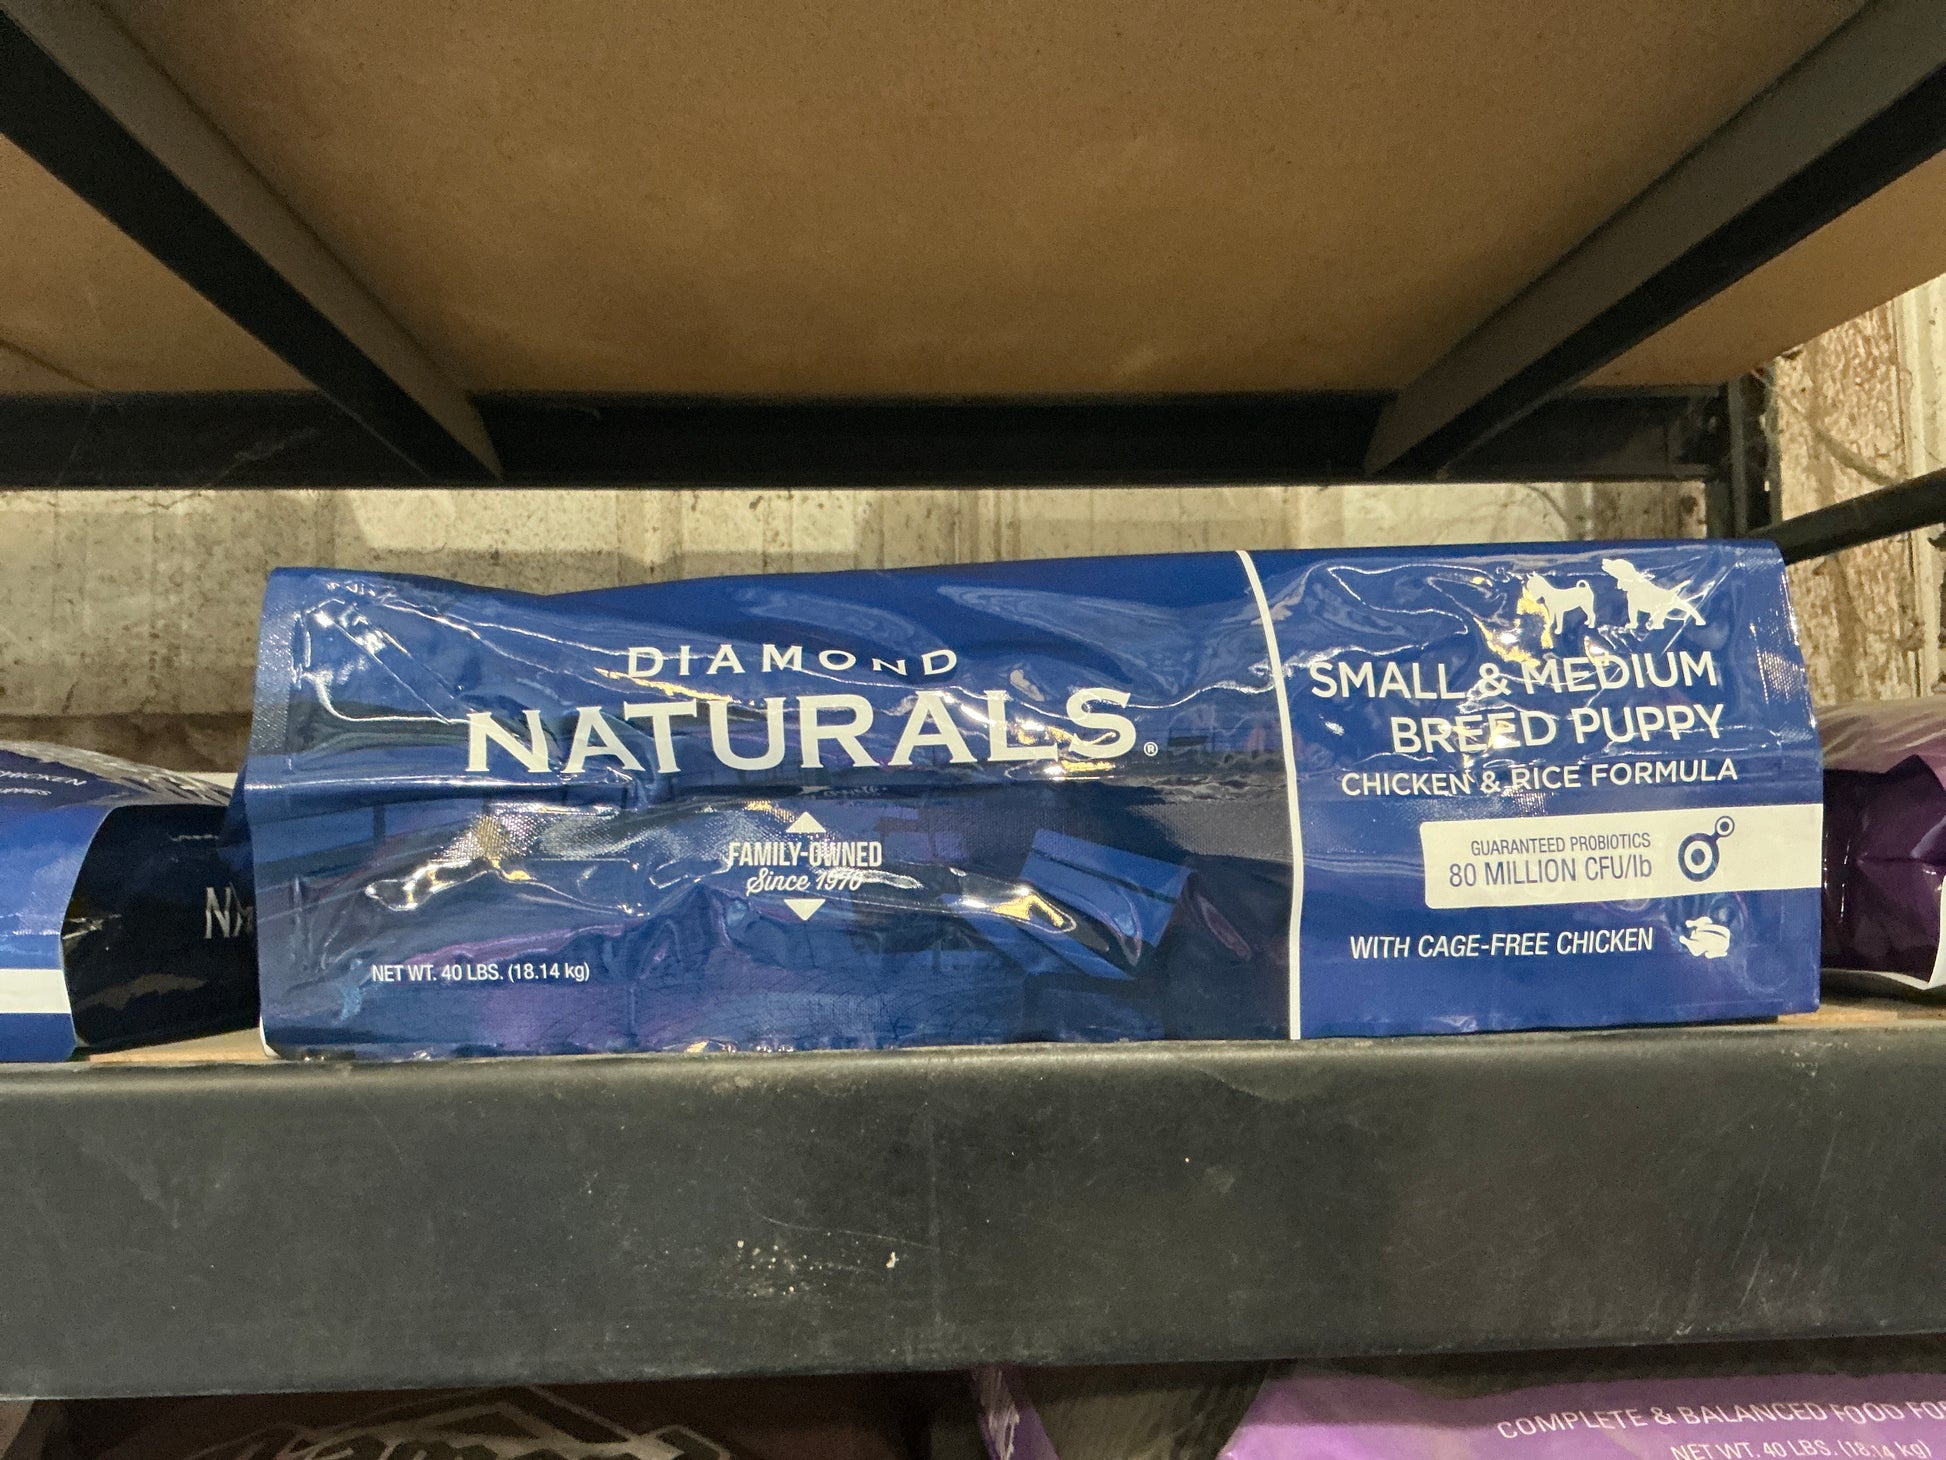 DIAMOND
NATURALS®
FAMILY-OWNED
Since 1970
NET WT. 40 LBS. (18.14 kg)
SMALL & MEDIUM
BREED PUPPY
CHICKEN & RICE FORMULA
GUARANTEED PROBIOTICS
80 MILLION CFU/lb
WITH CAGE-FREE CHICKEN
CHICKEN
COMPLETE & BALANCED FOOD
NET WT. 40 LBS. (18.14 kg)